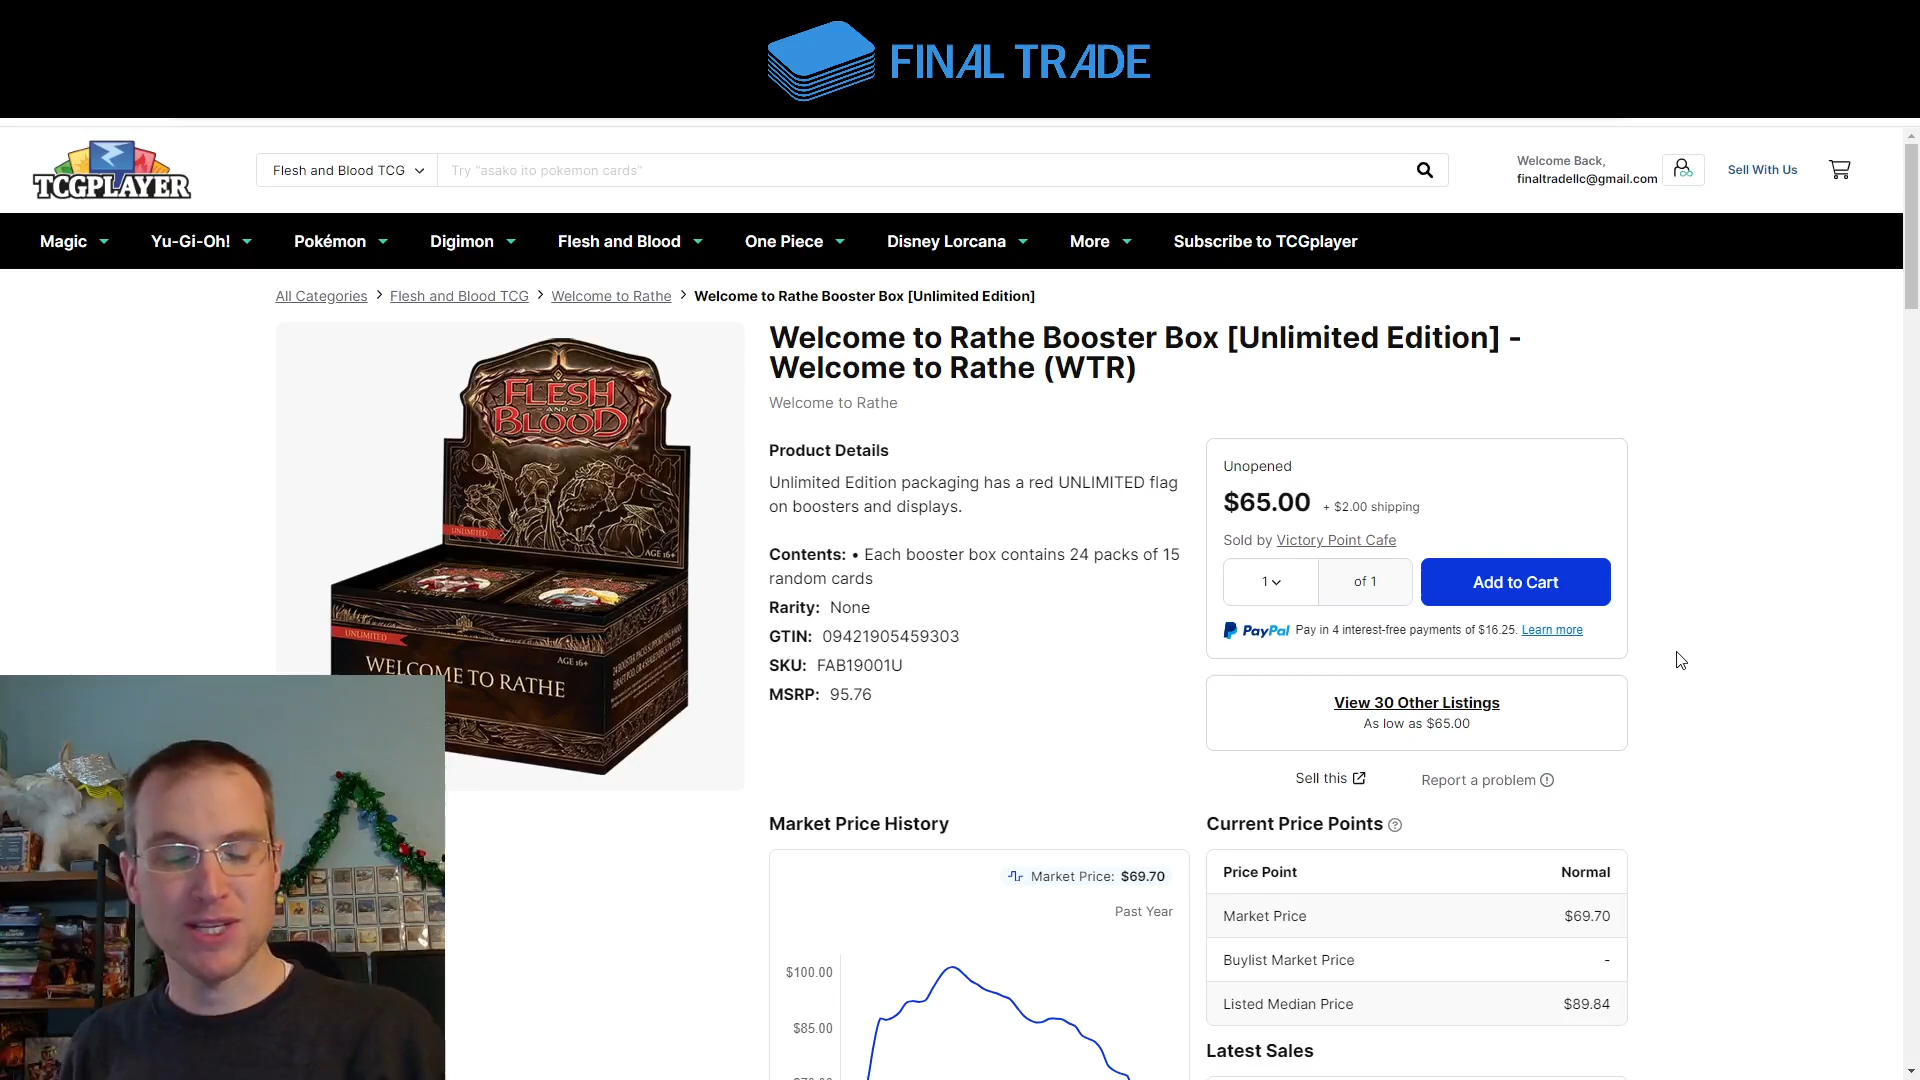 FINAL TRADE
TCGPLAYER
Flesh and Blood TCG
Try "asako ito pokemon cards"
Welcome Back,
finaltradellc@gmail.com
Sell With Us
Magic
Yu-Gi-Oh!
Pokémon
Digimon
Flesh and Blood
One Piece
Disney Lorcana
More
Subscribe to TCGplayer
All Categories > Flesh and Blood TCG > Welcome to Rathe > Welcome to Rathe Booster Box [Unlimited Edition]
FLESH
AND
BLOOD
UNLIMITED
AGE 16+
UNLIMITED
AGE 16+
WELCOME TO RATHE
Welcome to Rathe Booster Box [Unlimited Edition] -
Welcome to Rathe (WTR)
Welcome to Rathe
Product Details
Unlimited Edition packaging has a red UNLIMITED flag
on boosters and displays.
Contents: • Each booster box contains 24 packs of 15
random cards
Rarity: None
GTIN: 09421905459303
SKU: FAB19001U
MSRP: 95.76
Unopened
$65.00 + $2.00 shipping
Sold by Victory Point Cafe
1
of 1
Add to Cart
PayPal Pay in 4 interest-free payments of $16.25. Learn more
View 30 Other Listings
As low as $65.00
Sell this
Report a problem
Market Price History
Market Price: $69.70
Past Year
$100.00
$85.00
Current Price Points
Price Point Normal
Market Price $69.70
Buylist Market Price -
Listed Median Price $89.84
Latest Sales